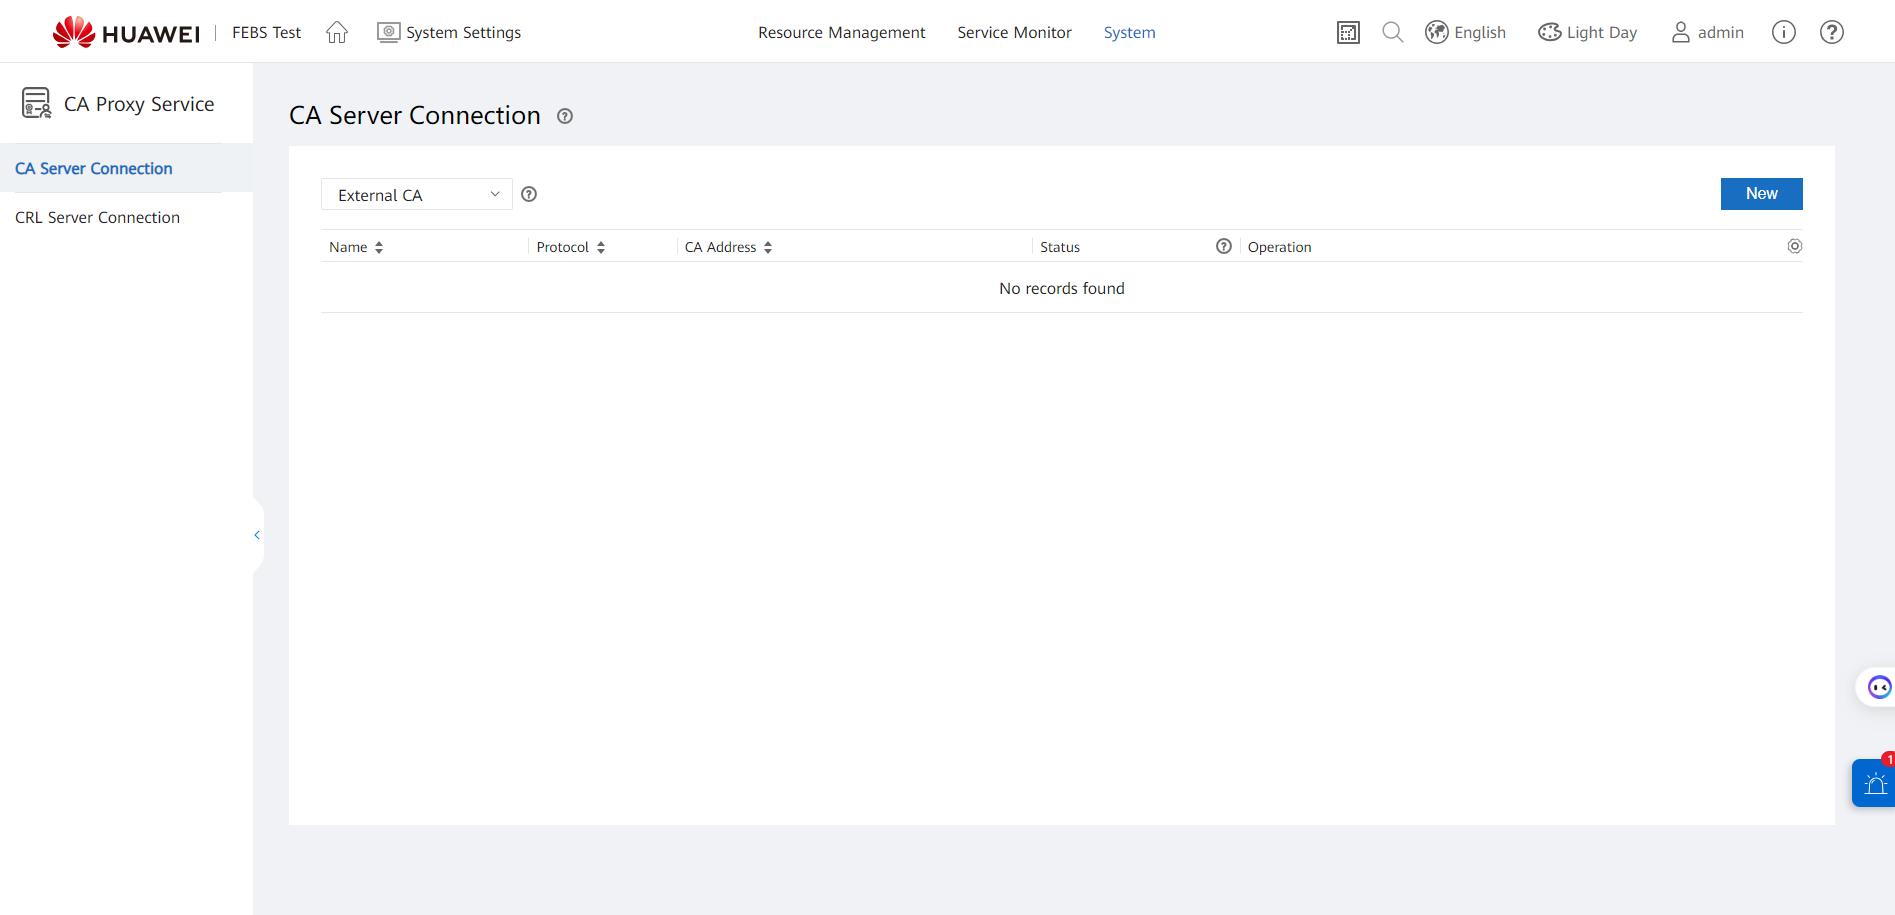 HUAWEI
FEBS Test
System Settings
Resource Management
Service Monitor
System
English
Light Day
admin
CA Proxy Service
CA Server Connection
CRL Server Connection
CA Server Connection
External CA
New
Name
Protocol
CA Address
Status
Operation
No records found
1